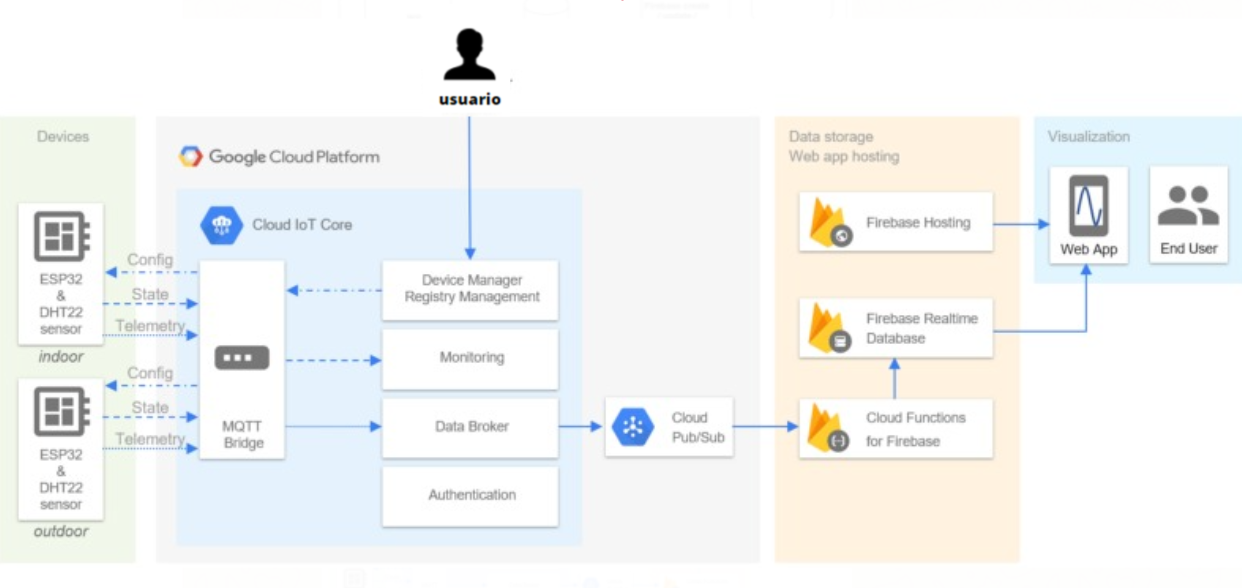 usuario
Devices
Google Cloud Platform
Data storage
Web app hosting
Visualization
Cloud IoT Core
Firebase Hosting
Web App
End User
Config
State
Telemetry
ESP32
&
DHT22
sensor
indoor
Device Manager
Registry Management
Monitoring
Firebase Realtime
Database
Config
State
Telemetry
ESP32
&
DHT22
sensor
outdoor
MQTT
Bridge
Data Broker
Cloud
Pub/Sub
Cloud Functions
for Firebase
Authentication